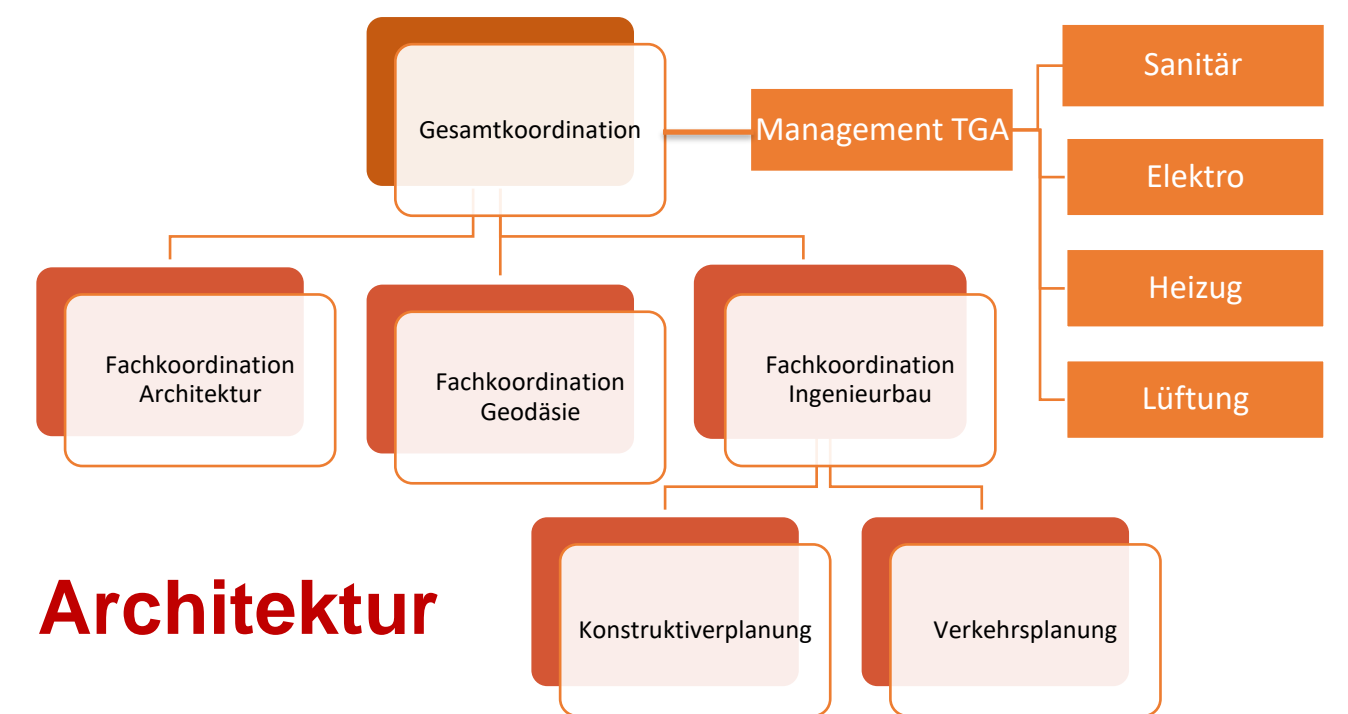 Gesamtkoordination
Management TGA
Sanitär
Elektro
Heizug
Lüftung
Fachkoordination
Architektur
Fachkoordination
Geodäsie
Fachkoordination
Ingenieurbau
Konstruktiverplanung
Verkehrsplanung
Architektur